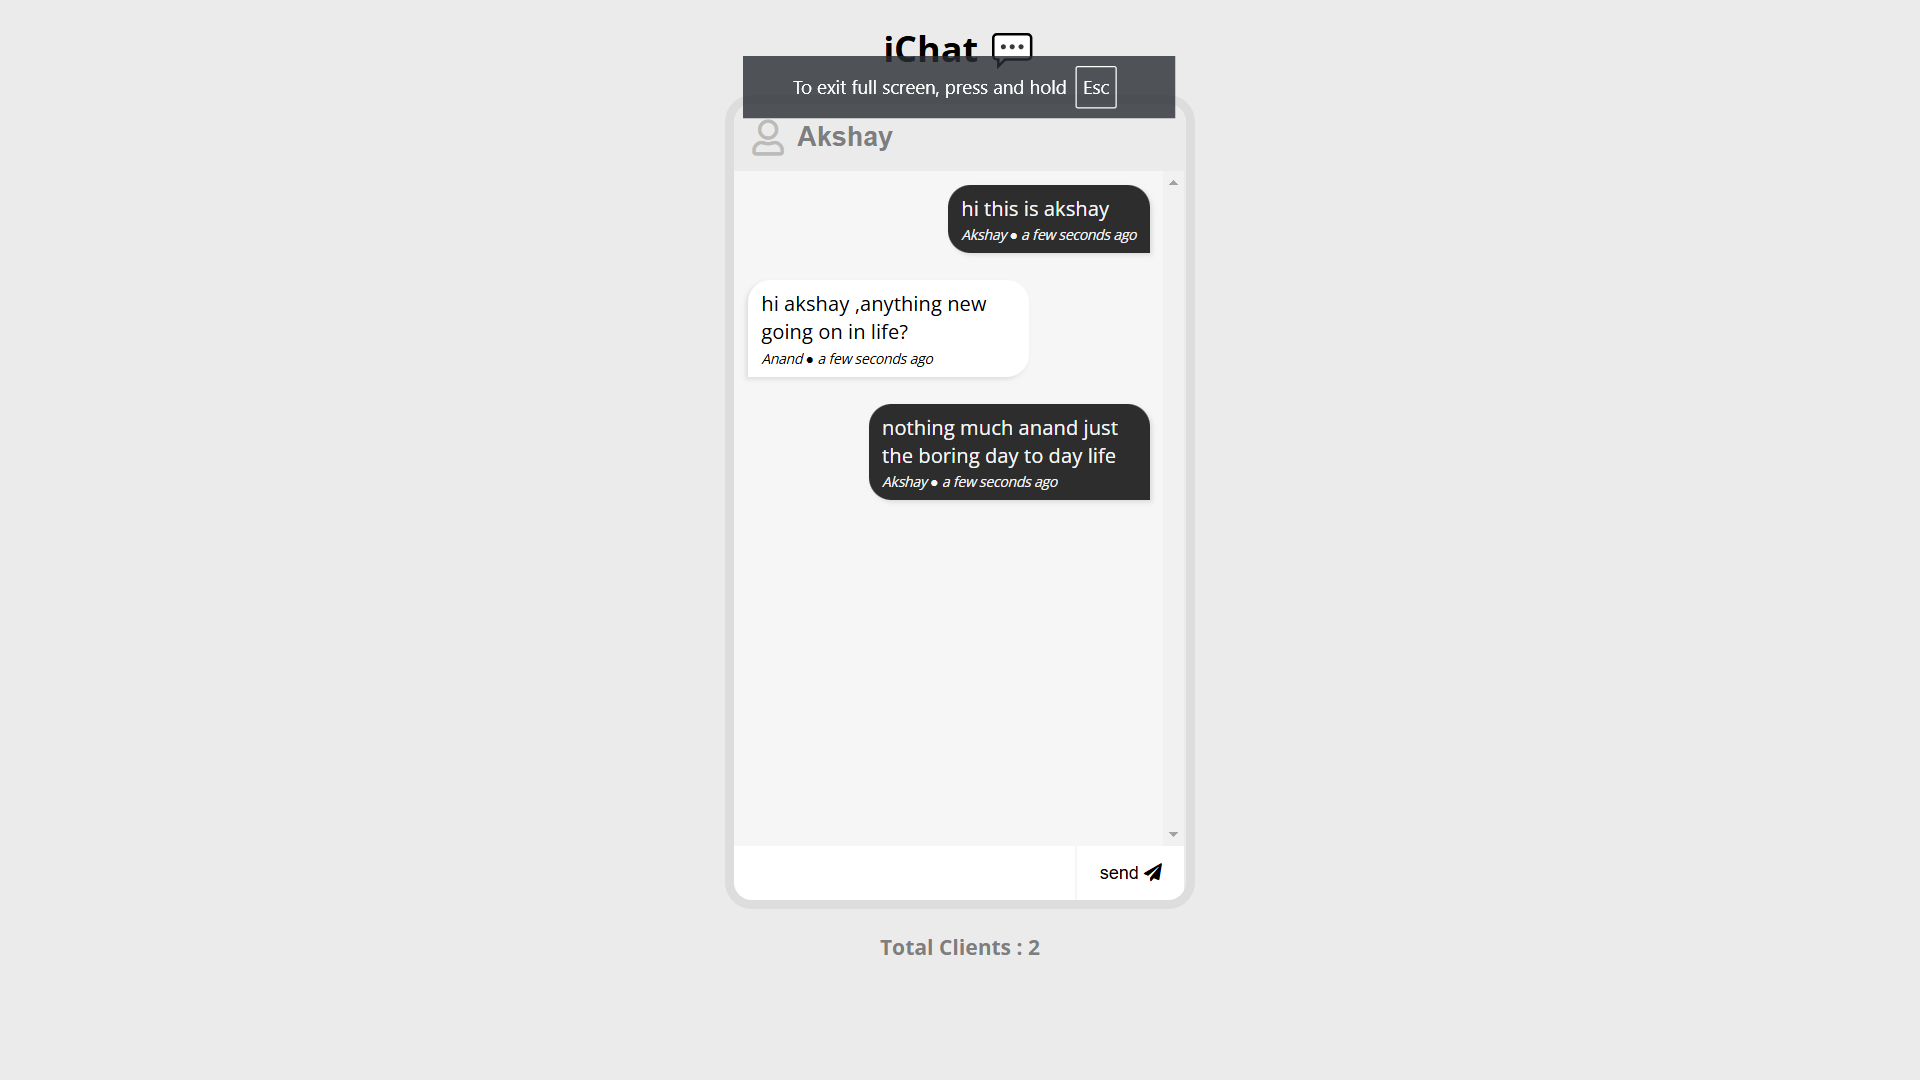 iChat
To exit full screen, press and hold Esc
Akshay
hi this is akshay
Akshay ● a few seconds ago
hi akshay ,anything new
going on in life?
Anand ● a few seconds ago
nothing much anand just
the boring day to day life
Akshay ● a few seconds ago
send
Total Clients : 2